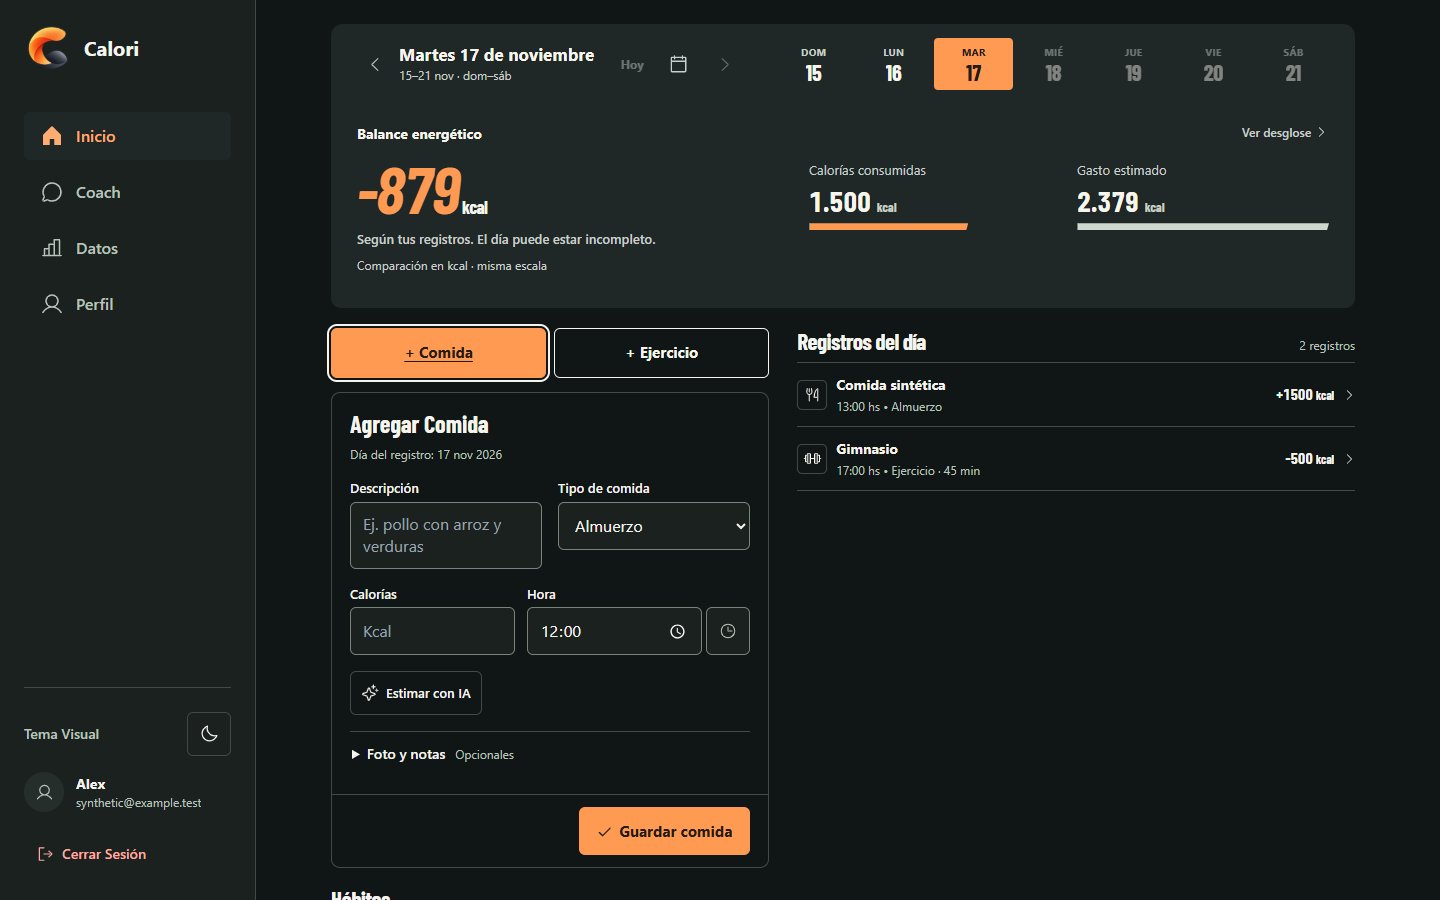 Calori
Inicio
Coach
Datos
Perfil
Tema Visual
Alex
synthetic@example.test
Cerrar Sesión
Martes 17 de noviembre
15–21 nov · dom–sáb
Hoy
DOM
15
LUN
16
MAR
17
MIÉ
18
JUE
19
VIE
20
SÁB
21
Balance energético
Ver desglose
-879 kcal
Según tus registros. El día puede estar incompleto.
Comparación en kcal · misma escala
Calorías consumidas
1.500 kcal
Gasto estimado
2.379 kcal
+ Comida
+ Ejercicio
Agregar Comida
Día del registro: 17 nov 2026
Descripción
Ej. pollo con arroz y
verduras
Tipo de comida
Almuerzo
Calorías
Kcal
Hora
12:00
Estimar con IA
Foto y notas Opcionales
Guardar comida
Hábitos
Registros del día
2 registros
Comida sintética
13:00 hs • Almuerzo
+1500 kcal
Gimnasio
17:00 hs • Ejercicio · 45 min
-500 kcal